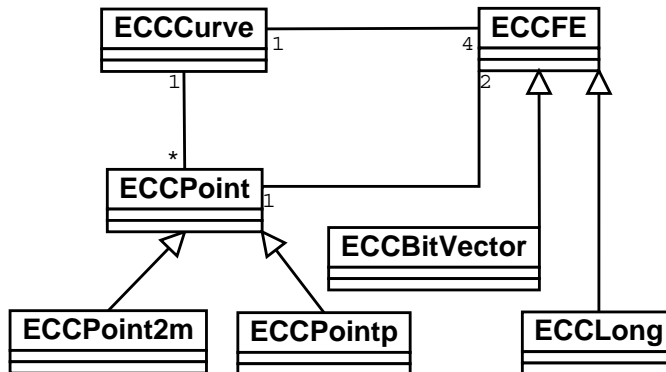 ECCCurve
ECCFE
1
4
1
2
*
ECCPoint
1
ECCBitVector
ECCPoint2m
ECCPointp
ECCLong